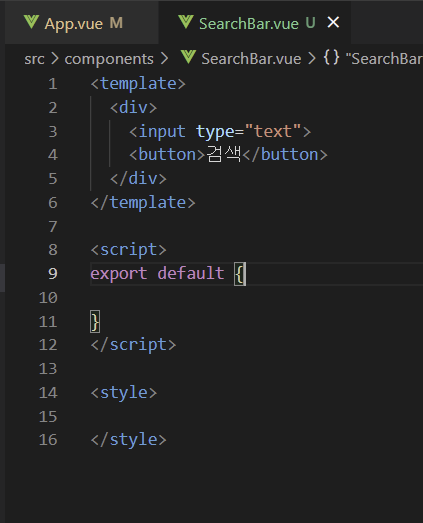 App.vue M SearchBar.vue U
src > components > SearchBar.vue > {} "SearchBar
1 <template>
2 <div>
3 <input type="text">
4 <button>검색</button>
5 </div>
6 </template>
7
8 <script>
9 export default {
10
11 }
12 </script>
13
14 <style>
15
16 </style>